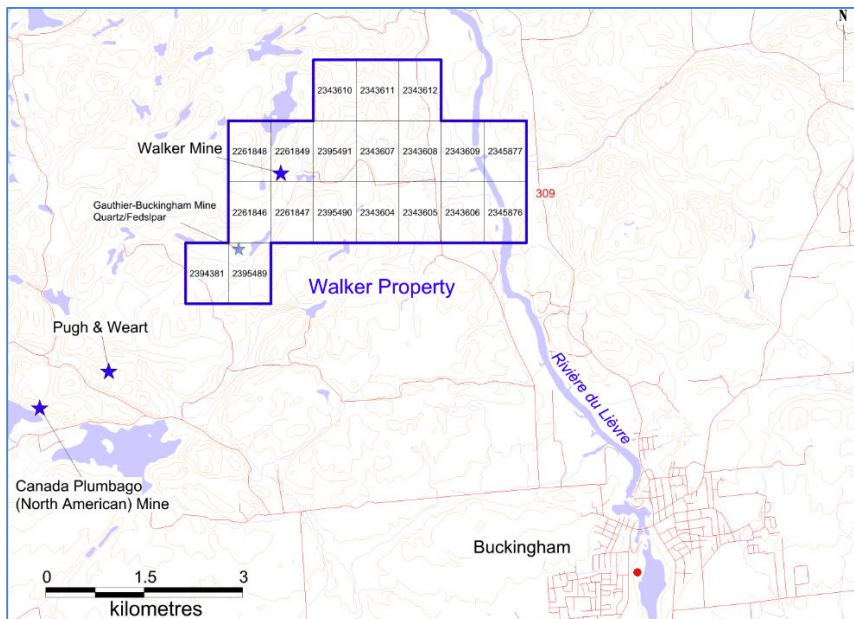 N
2343610 2343611 2343612
Walker Mine
2261848 2261849 2395491 2343607 2343608 2343609 2345877
Gauthier-Buckingham Mine
Quartz/Fedslpar
2261846 2261847 2395490 2343604 2343605 2343606 2345876
309
2394381 2395489
Walker Property
Pugh & Weart
Rivière du Lièvre
Canada Plumbago
(North American) Mine
Buckingham
0 1.5 3
kilometres